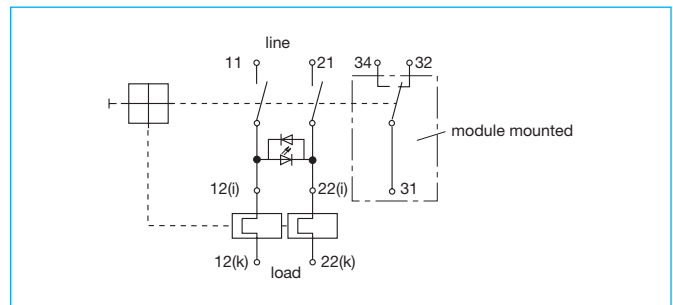 line
11 21 34 32
module mounted
12(i) 22(i) 31
12(k) 22(k)
load